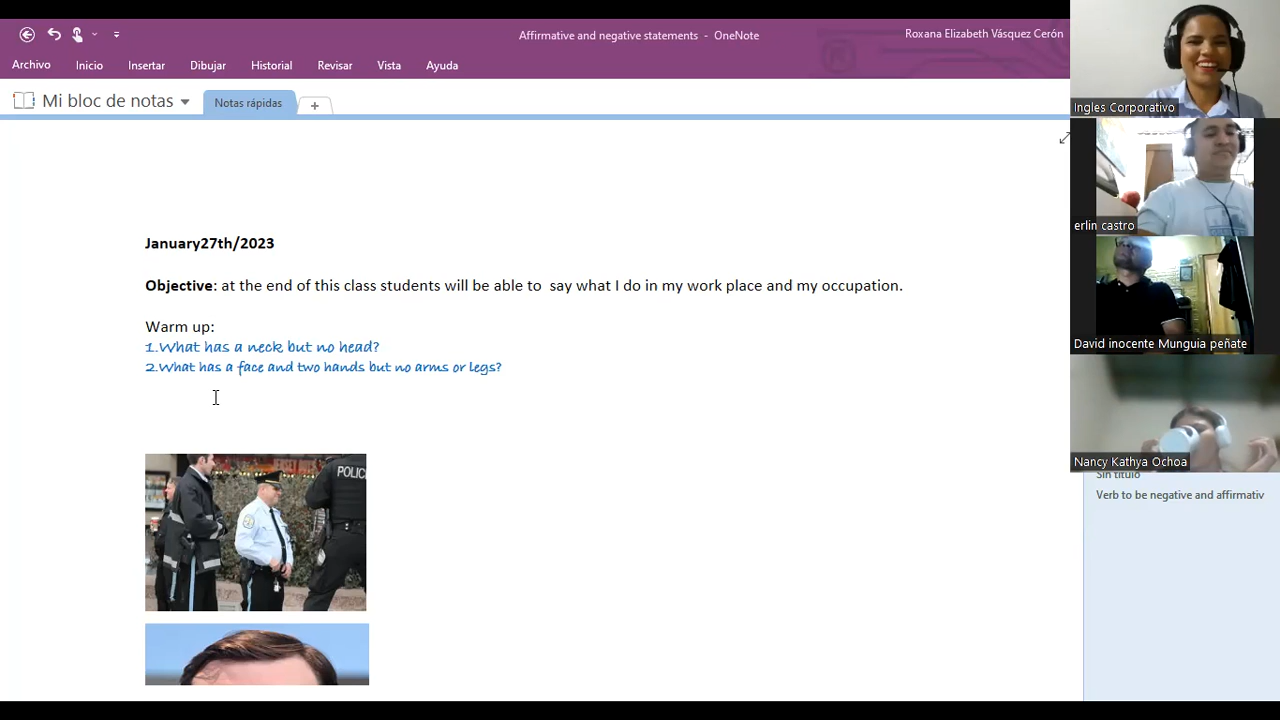 Affirmative and negative statements - OneNote
Roxana Elizabeth Vásquez Cerón
Archivo Inicio Insertar Dibujar Historial Revisar Vista Ayuda
Mi bloc de notas Notas rápidas
January27th/2023
Objective: at the end of this class students will be able to say what I do in my work place and my occupation.
Warm up:
1.What has a neck but no head?
2.What has a face and two hands but no arms or legs?
POLICE
Ingles Corporativo
erlin castro
David inocente Munguia peñate
Nancy Kathya Ochoa
Sin título
Verb to be negative and affirmativ